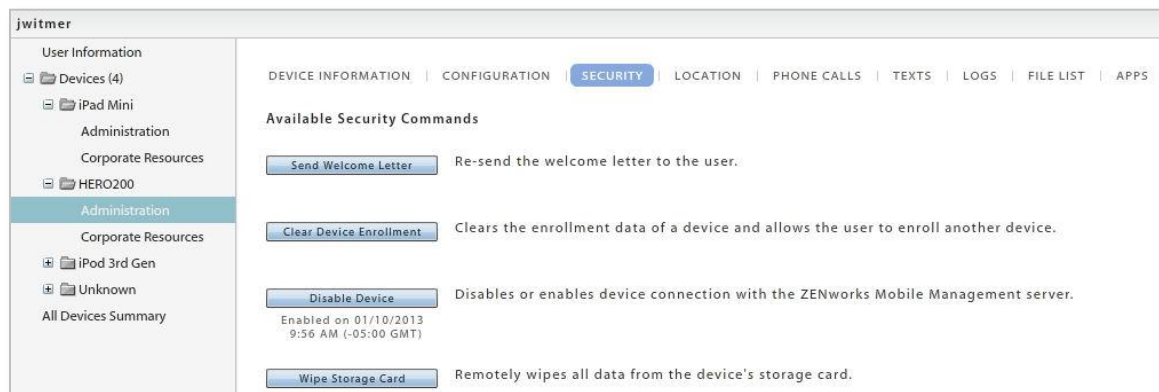 jwitmer
User Information
Devices (4)
iPad Mini
Administration
Corporate Resources
HERO200
Administration
Corporate Resources
iPod 3rd Gen
Unknown
All Devices Summary
DEVICE INFORMATION | CONFIGURATION | SECURITY | LOCATION | PHONE CALLS | TEXTS | LOGS | FILE LIST | APPS
Available Security Commands
Send Welcome Letter Re-send the welcome letter to the user.
Clear Device Enrollment Clears the enrollment data of a device and allows the user to enroll another device.
Disable Device Disables or enables device connection with the ZENworks Mobile Management server.
Enabled on 01/10/2013
9:56 AM (-05:00 GMT)
Wipe Storage Card Remotely wipes all data from the device's storage card.